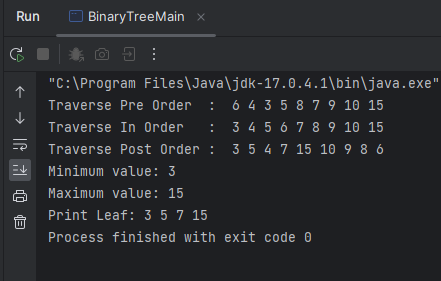 Run BinaryTreeMain
"C:\Program Files\Java\jdk-17.0.4.1\bin\java.exe"
Traverse Pre Order  :  6 4 3 5 8 7 9 10 15
Traverse In Order   :  3 4 5 6 7 8 9 10 15
Traverse Post Order :  3 5 4 7 15 10 9 8 6
Minimum value: 3
Maximum value: 15
Print Leaf: 3 5 7 15
Process finished with exit code 0